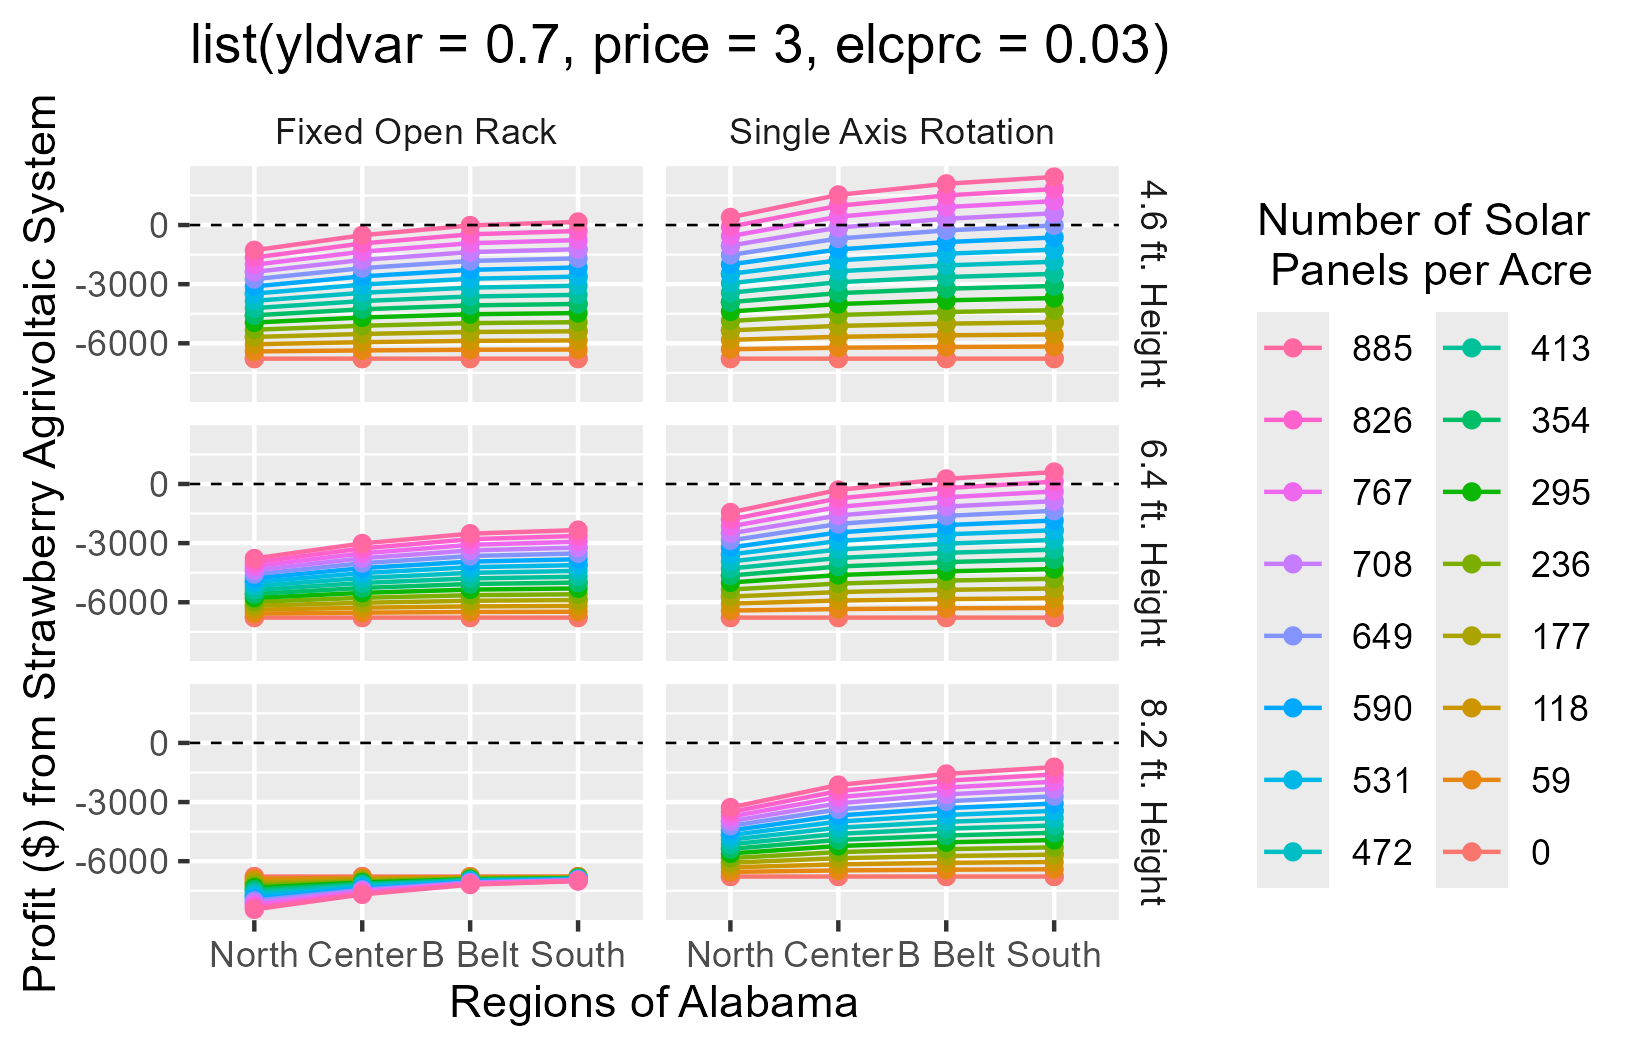 list(yldvar = 0.7, price = 3, elcprc = 0.03)
Profit ($) from Strawberry Agrivoltaic System
Fixed Open Rack
Single Axis Rotation
0
-3000
-6000
4.6 ft. Height
0
-3000
-6000
6.4 ft. Height
0
-3000
-6000
8.2 ft. Height
North Center B Belt South
North Center B Belt South
Regions of Alabama
Number of Solar
Panels per Acre
885 413
826 354
767 295
708 236
649 177
590 118
531 59
472 0